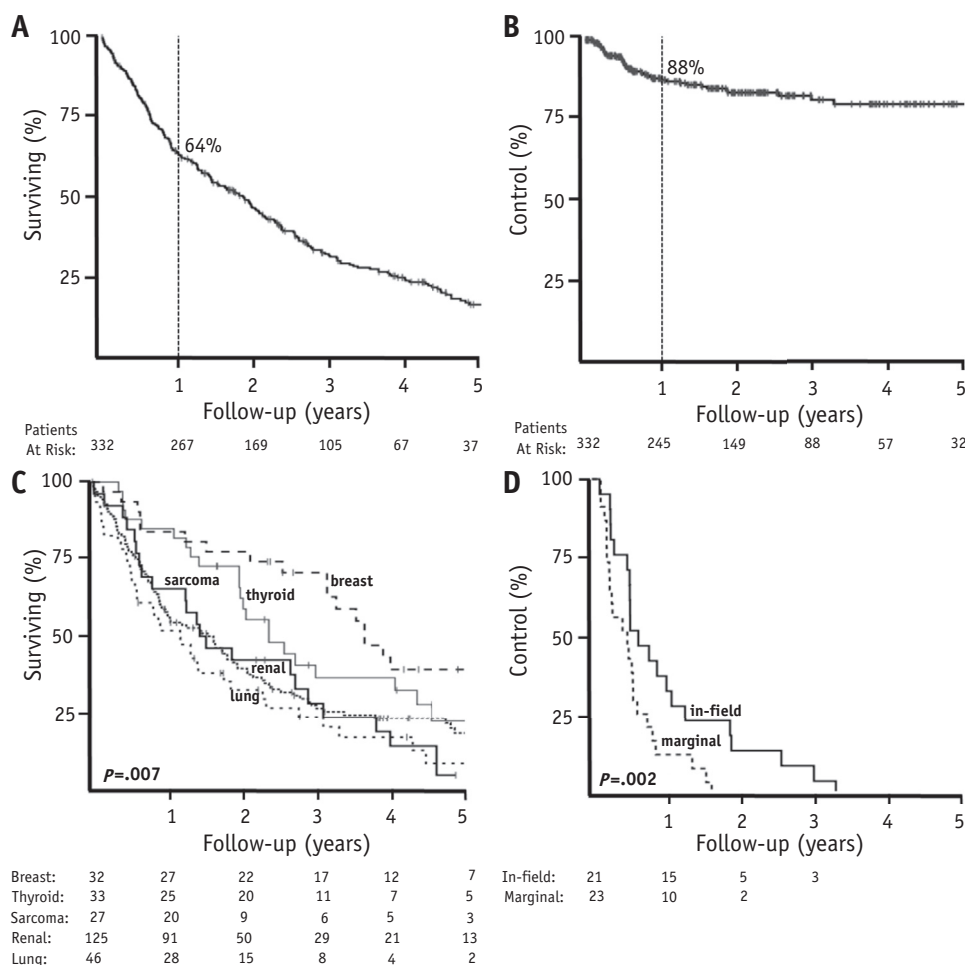 A
100
75
50
25
Surviving (%)
64%
1 2 3 4 5
Follow-up (years)
Patients
At Risk: 332 267 169 105 67 37
B
100
75
50
25
Control (%)
88%
1 2 3 4 5
Follow-up (years)
Patients
At Risk: 332 245 149 88 57 32
C
100
75
50
25
Surviving (%)
sarcoma
thyroid
breast
renal
lung
P=.007
1 2 3 4 5
Follow-up (years)
Breast: 32 27 22 17 12 7
Thyroid: 33 25 20 11 7 5
Sarcoma: 27 20 9 6 5 3
Renal: 125 91 50 29 21 13
Lung: 46 28 15 8 4 2
D
100
75
50
25
Control (%)
in-field
marginal
P=.002
1 2 3 4 5
Follow-up (years)
In-field: 21 15 5 3
Marginal: 23 10 2